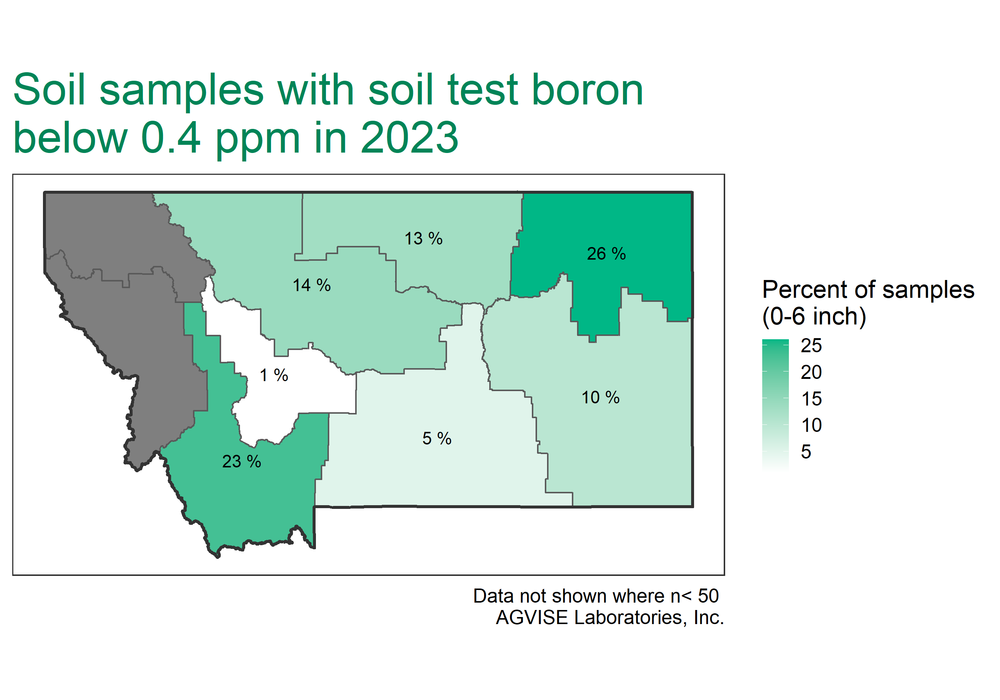 Soil samples with soil test boron
below 0.4 ppm in 2023
13 %
26 %
14 %
1 %
10 %
5 %
23 %
Percent of samples
(0-6 inch)
25
20
15
10
5
Data not shown where n< 50
AGVISE Laboratories, Inc.